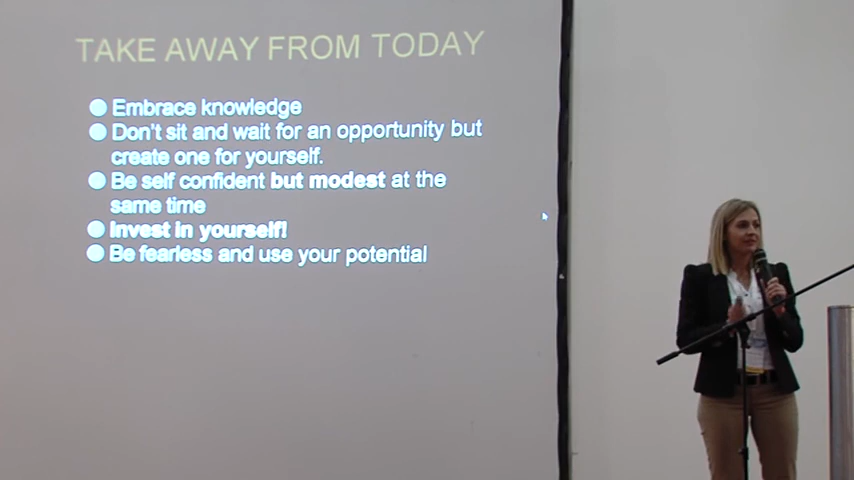 TAKE AWAY FROM TODAY
Embrace knowledge
Don't sit and wait for an opportunity but
create one for yourself.
Be self confident but modest at the
same time
Invest in yourself!
Be fearless and use your potential